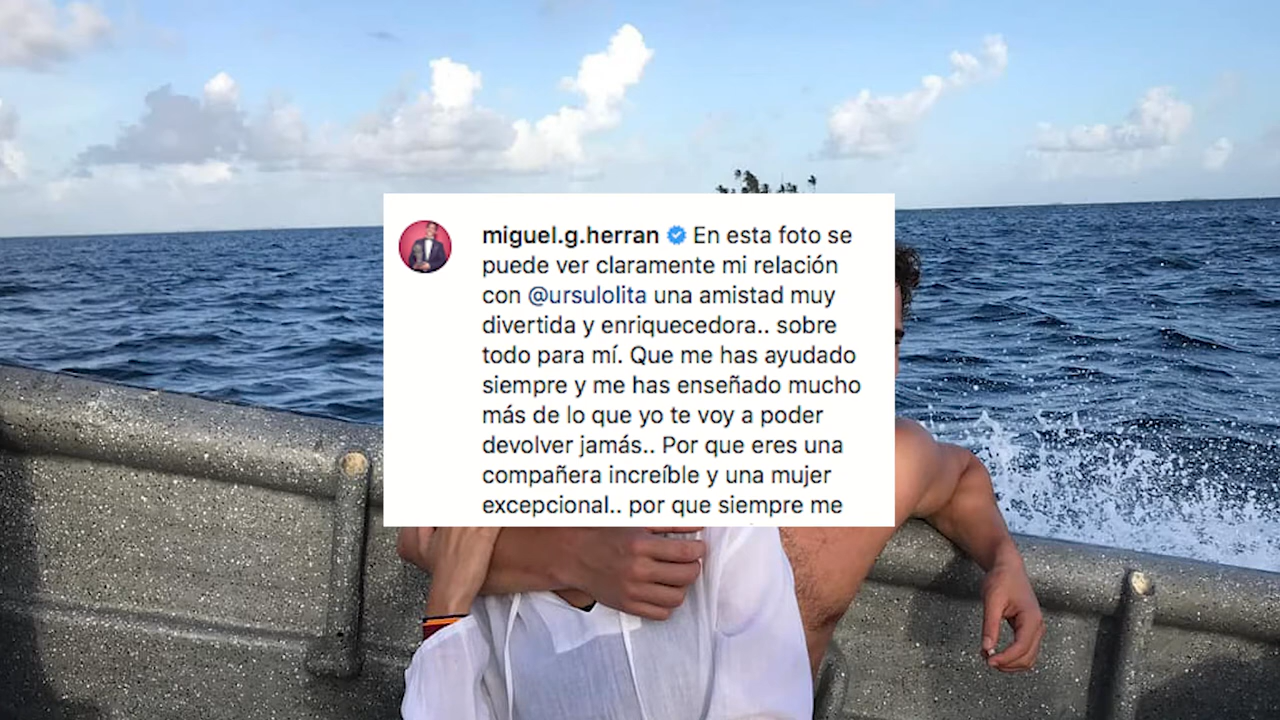 miguel.g.herran En esta foto se
puede ver claramente mi relación
con @ursulolita una amistad muy
divertida y enriquecedora.. sobre
todo para mí. Que me has ayudado
siempre y me has enseñado mucho
más de lo que yo te voy a poder
devolver jamás.. Por que eres una
compañera increíble y una mujer
excepcional.. por que siempre me